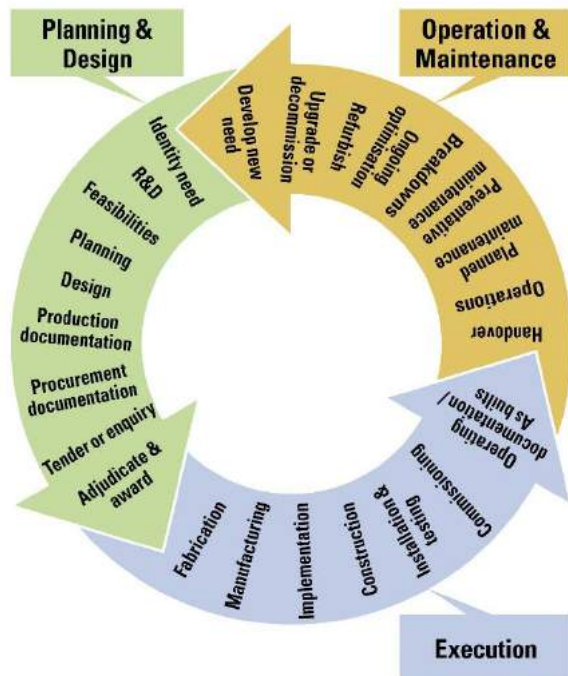 Planning &
Design
Operation &
Maintenance
Identity need
R&D
Feasibilities
Planning
Design
Production
documentation
Procurement
documentation
Tender or enquiry
Adjudicate &
award
Fabrication
Manufacturing
Implementation
Construction
Installation &
testing
Commissioning
Operating
documentation/
As builts
Handover
Operations
Planned
maintenance
Preventative
maintenance
Breakdowns
Ongoing
optimisation
Refurbish
Upgrade or
decommission
Develop new
need
Execution